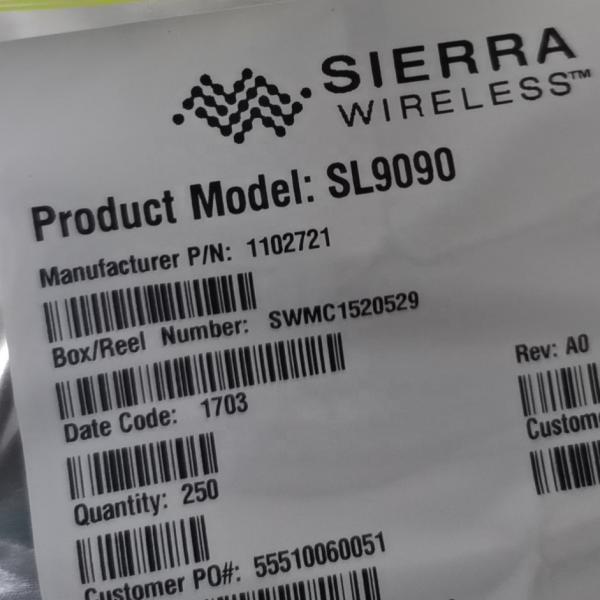 SIERRA
WIRELESS™
Product Model: SL9090
Manufacturer P/N: 1102721
Box/Reel Number: SWMC1520529
Rev: A0
Date Code: 1703
Custom
Quantity: 250
Customer PO#: 55510060051